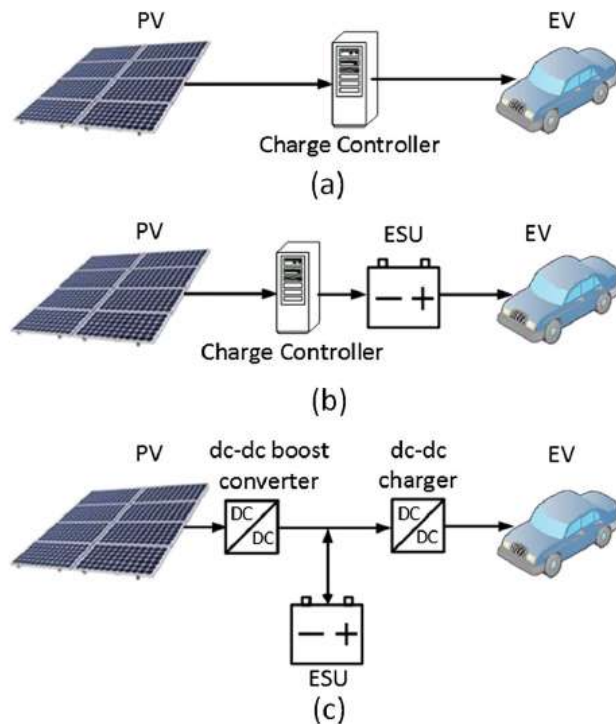 PV
EV
Charge Controller
(a)
PV
ESU
EV
Charge Controller
(b)
PV
dc-dc boost
converter
dc-dc
charger
EV
DC
DC
DC
DC
ESU
(c)